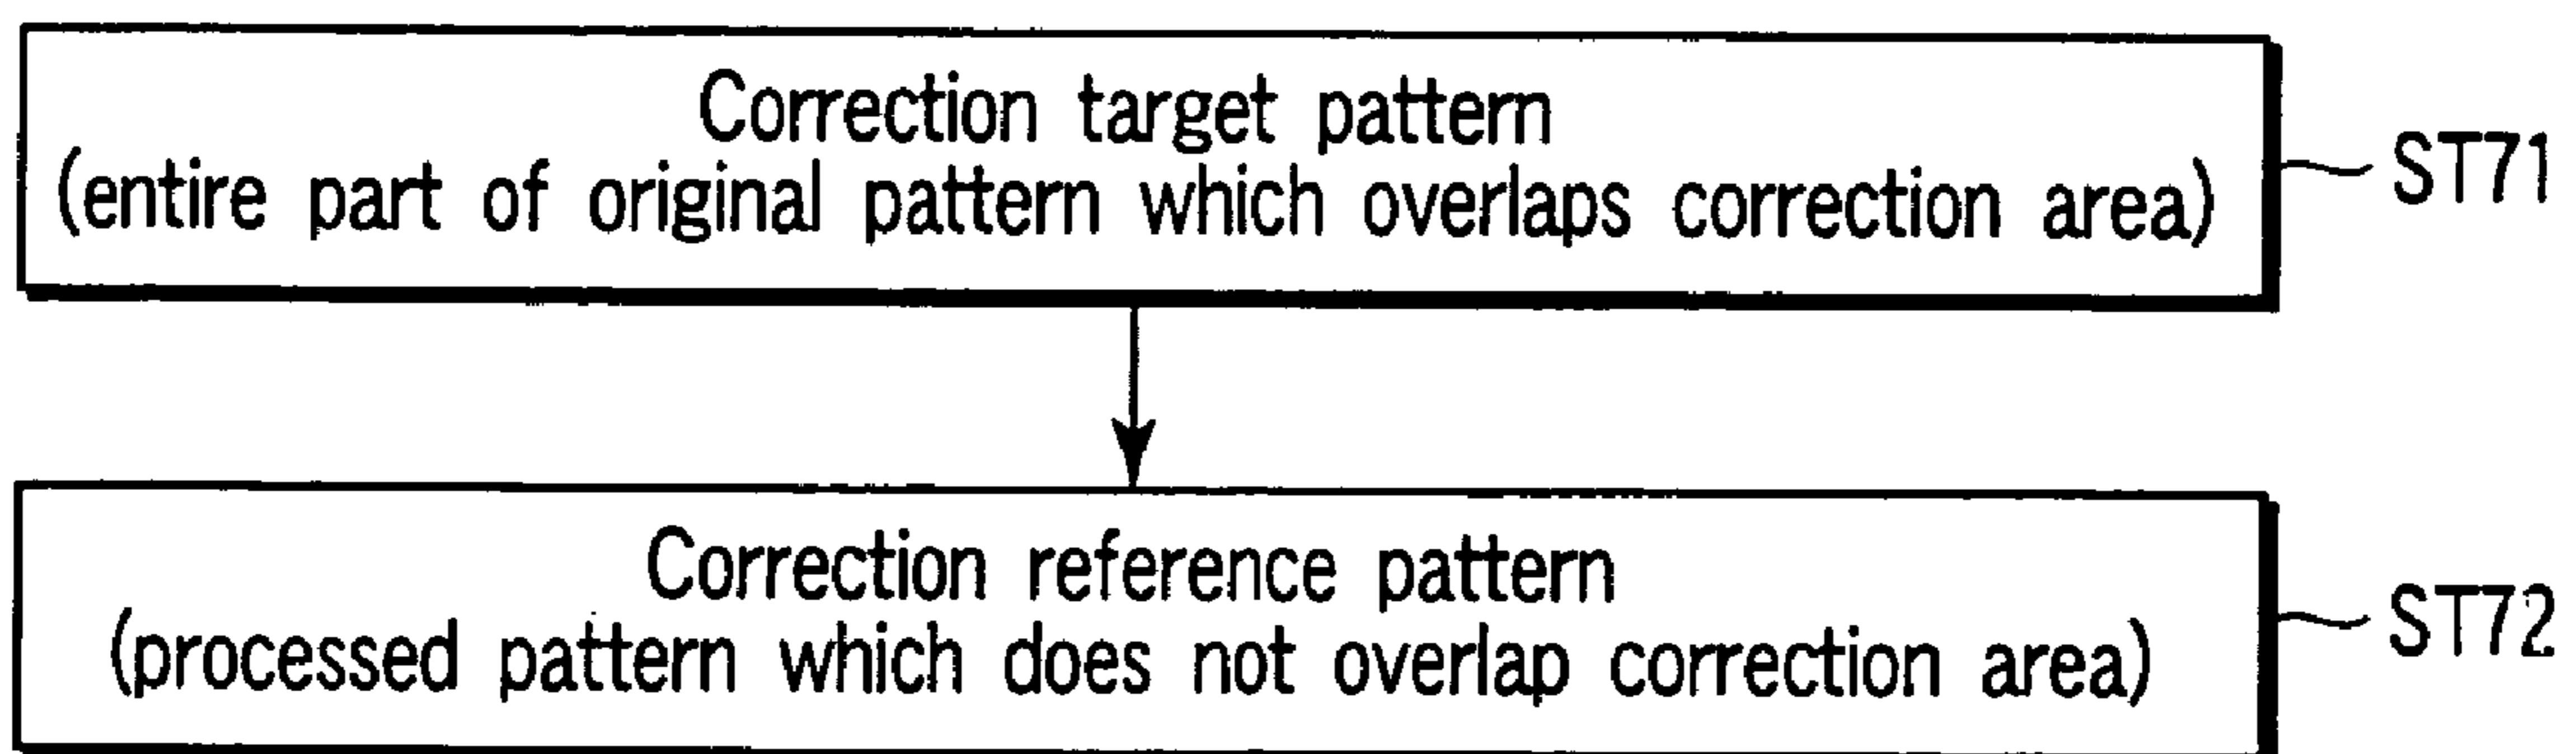 Correction target pattern
(entire part of original pattern which overlaps correction area)
ST71
Correction reference pattern
(processed pattern which does not overlap correction area)
ST72